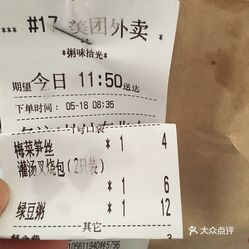 *** #17 美团外卖
*粥味拾光*
期望 今日 11:50 送达
下单时间: 05-18 08:35
梅菜笋丝 * 1 4
灌汤叉烧包(2只装)
* 1 6
绿豆粥 * 1 12
其它
大众点评